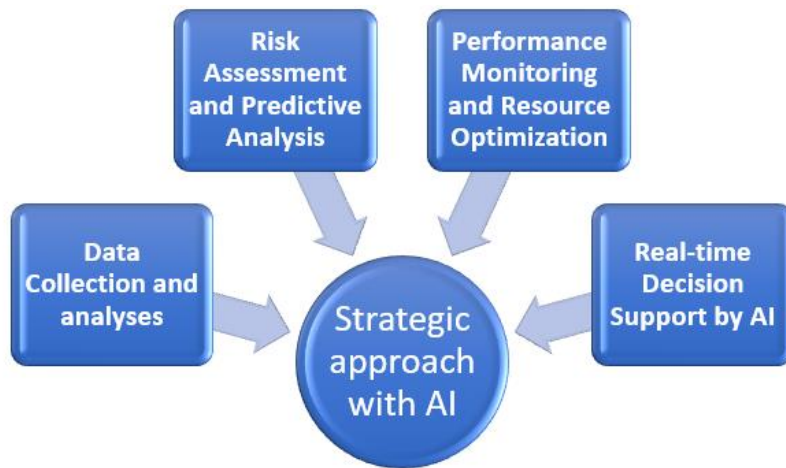 Risk
Assessment
and Predictive
Analysis
Performance
Monitoring
and Resource
Optimization
Data
Collection and
analyses
Real-time
Decision
Support by AI
Strategic
approach
with AI